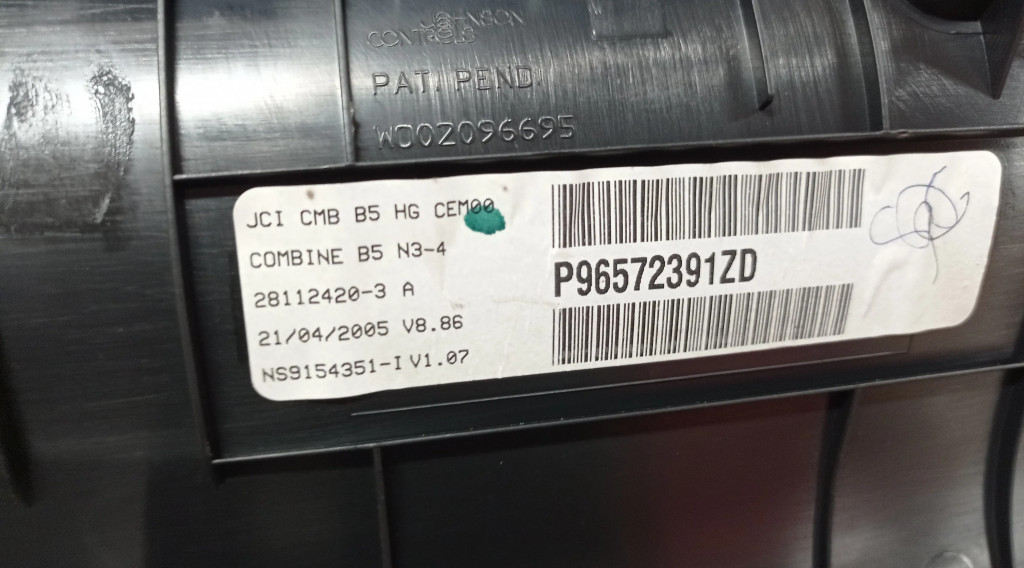 JOHNSON
CONTROLS
PAT. PEND.
W002096695
JCI CMB B5 HG CEM00
COMBINE B5 N3-4
28112420-3 A
21/04/2005 V8.86
NS9154351-I V1.07
P96572391ZD